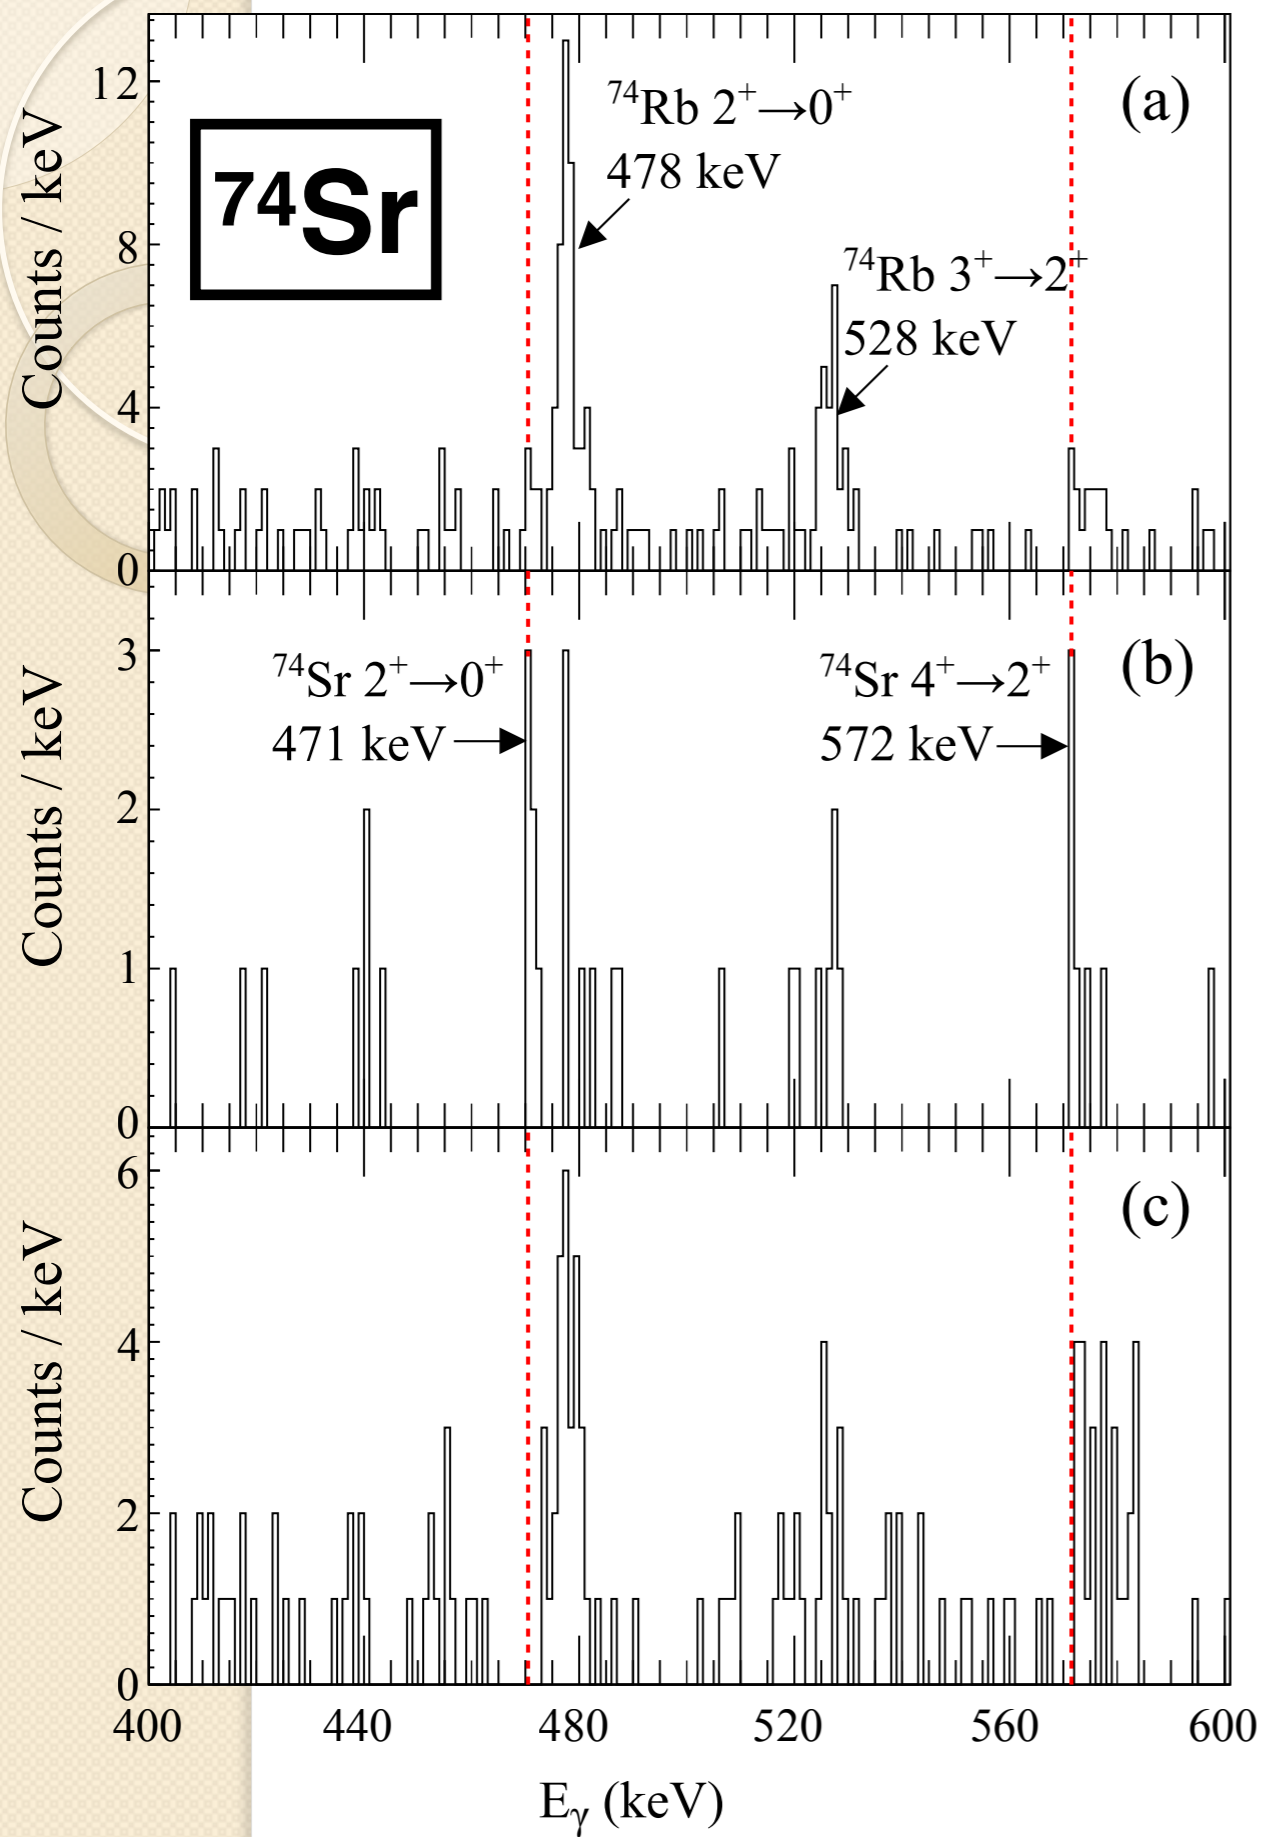 (a)
⁷⁴Sr
⁷⁴Rb 2⁺→0⁺
478 keV
⁷⁴Rb 3⁺→2⁺
528 keV
Counts / keV
12
8
4
0
(b)
⁷⁴Sr 2⁺→0⁺
471 keV
⁷⁴Sr 4⁺→2⁺
572 keV
Counts / keV
3
2
1
0
(c)
Counts / keV
6
4
2
0
400 440 480 520 560 600
Eᵧ (keV)